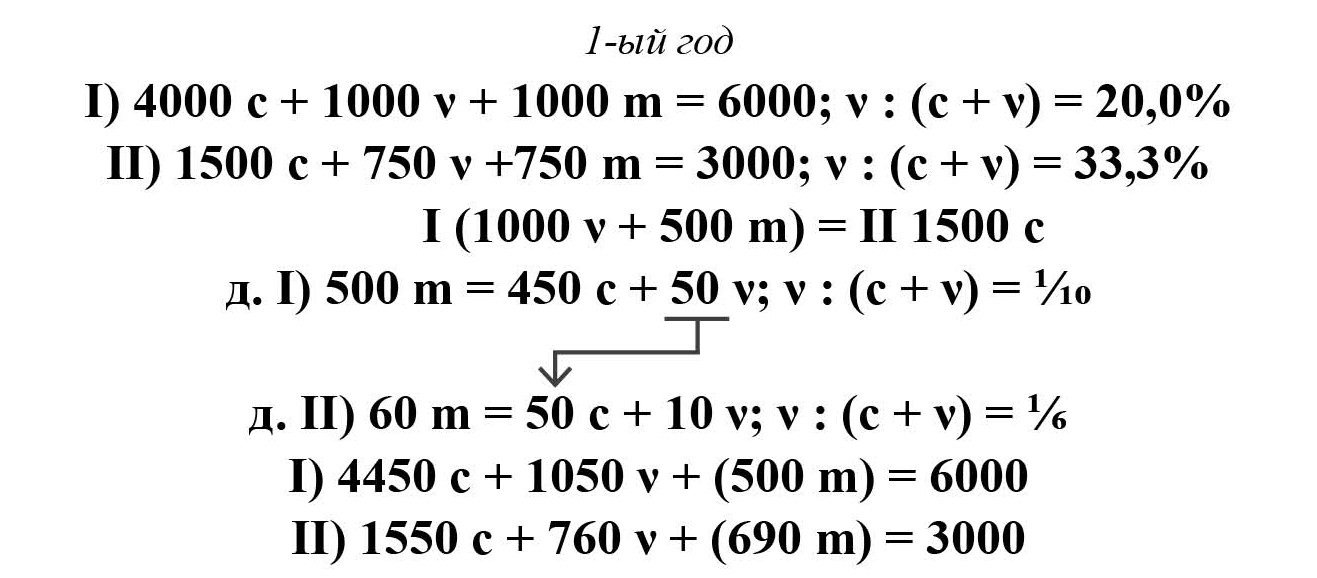 1-ый год
I) 4000 c + 1000 v + 1000 m = 6000; v : (c + v) = 20,0%
II) 1500 c + 750 v +750 m = 3000; v : (c + v) = 33,3%
I (1000 v + 500 m) = II 1500 c
д. I) 500 m = 450 c + 50 v; v : (c + v) = ⅒
д. II) 60 m = 50 c + 10 v; v : (c + v) = ⅙
I) 4450 c + 1050 v + (500 m) = 6000
II) 1550 c + 760 v + (690 m) = 3000